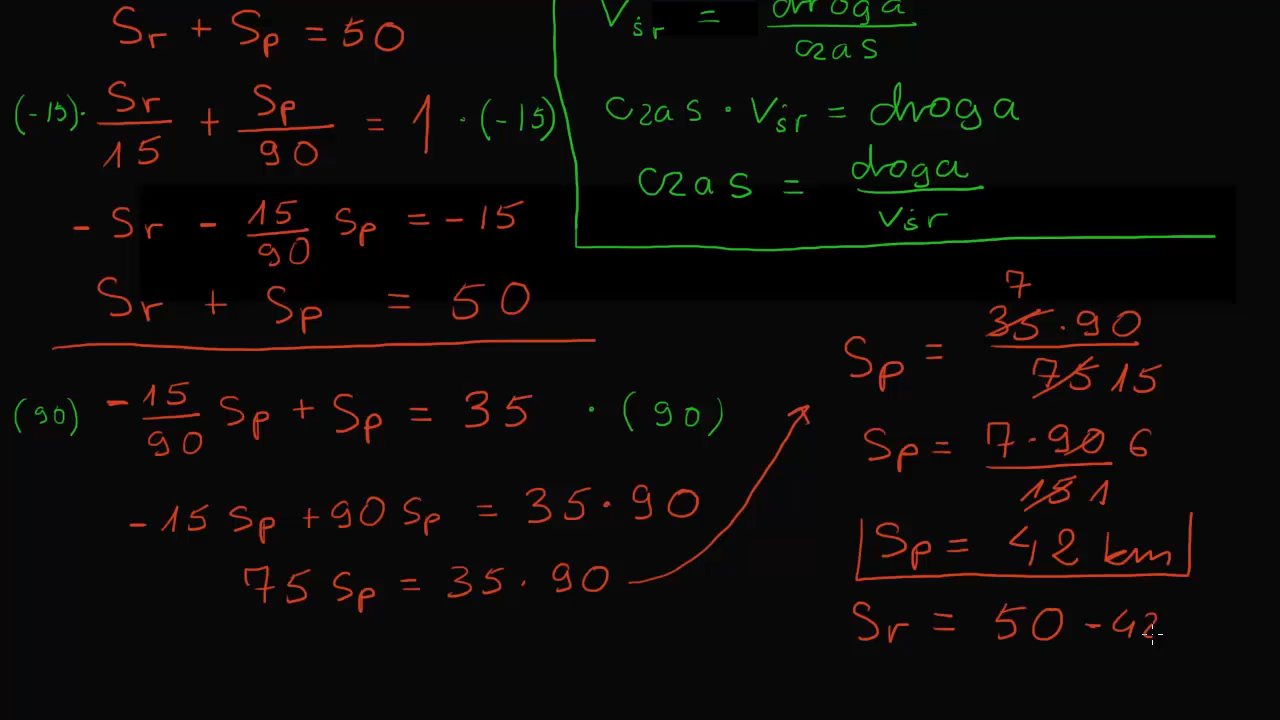 Sr + Sp = 50
(-15)· Sr/15 + Sp/90 = 1 · (-15)
- Sr - 15/90 Sp = -15
Sr + Sp = 50
(90) - 15/90 Sp + Sp = 35 · (90)
-15 Sp + 90 Sp = 35 · 90
75 Sp = 35 · 90
Vśr = droga/czas
czas · Vśr = droga
czas = droga/vśr
7
Sp = 35·90/75 15
Sp = 7·90 6/15 1
Sp = 42 km
Sr = 50 - 42